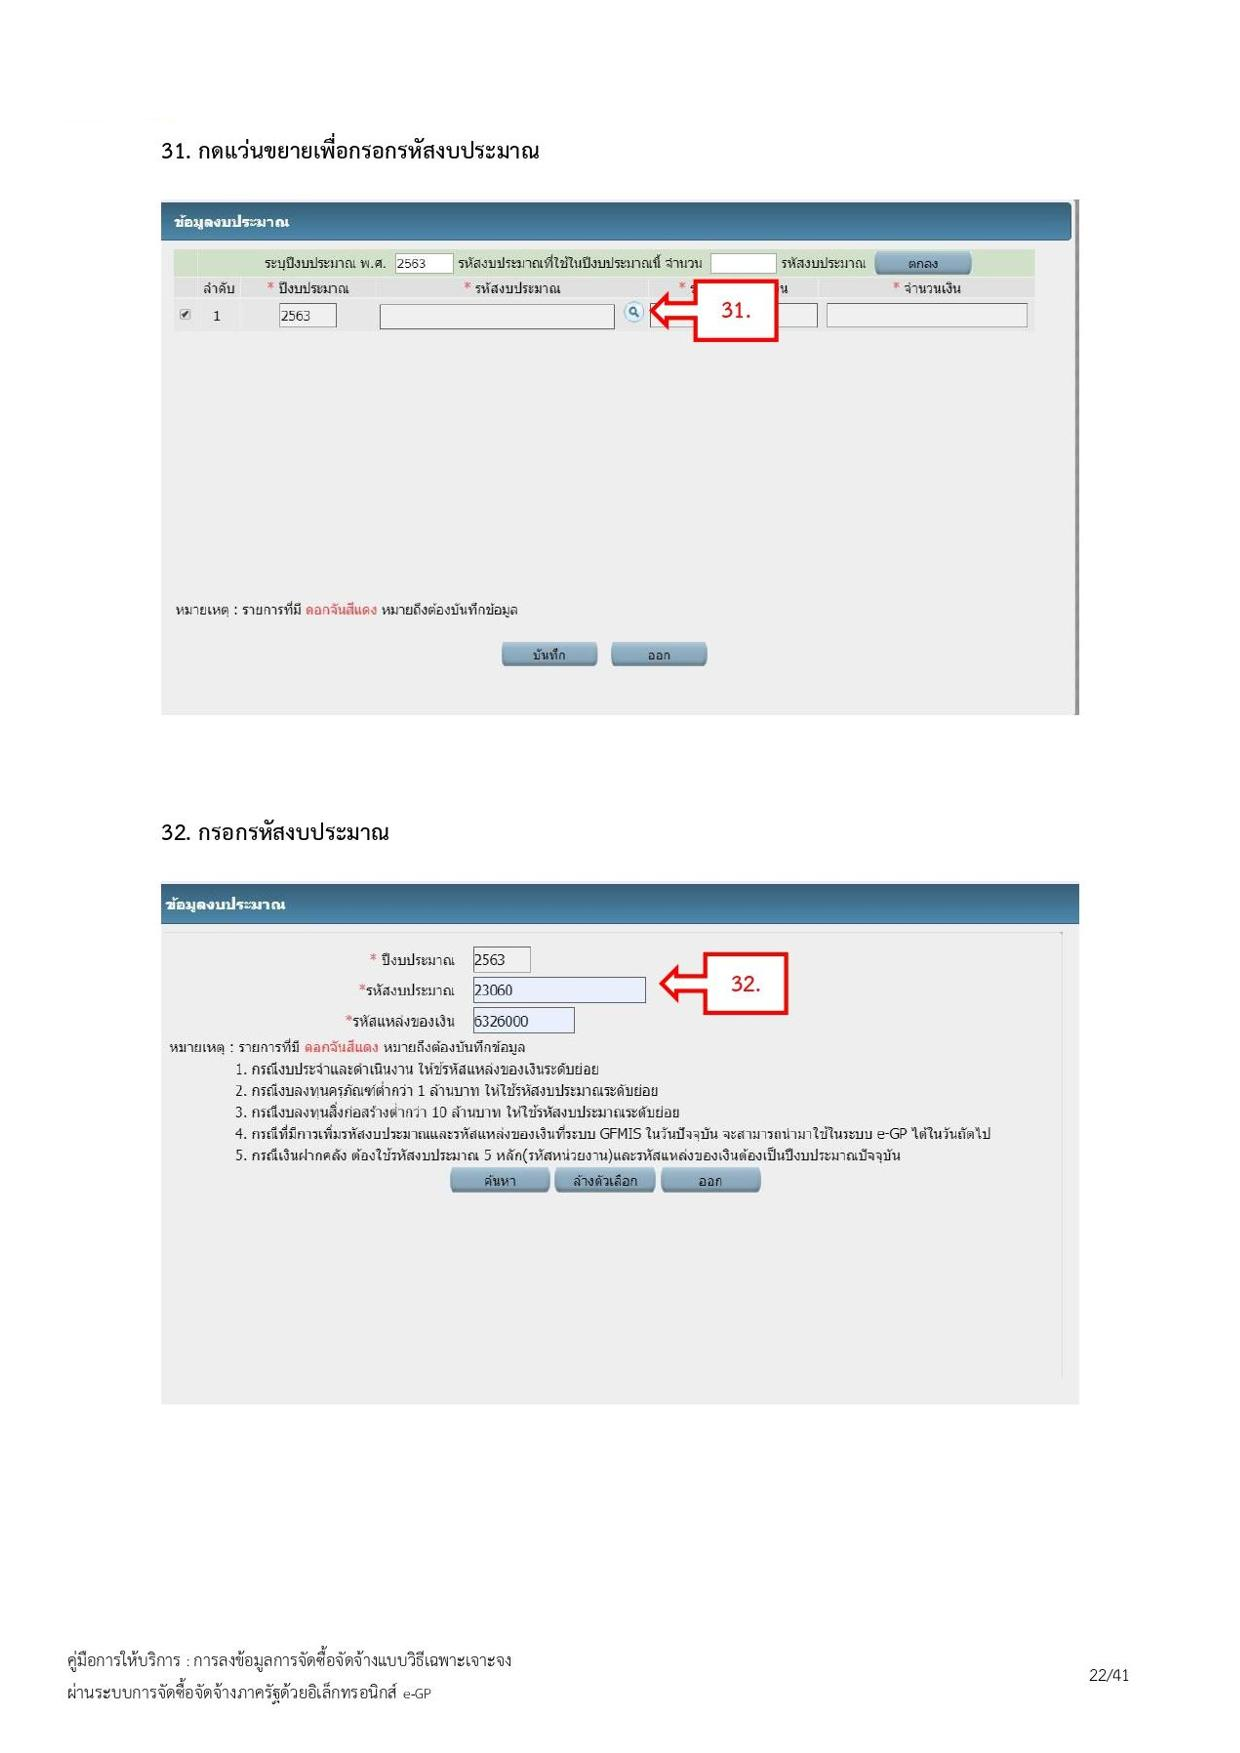 31. กดแว่นขยายเพื่อกรอกรหัสงบประมาณ
ข้อมูลงบประมาณ
ระบุปีงบประมาณ พ.ศ. 2563 รหัสงบประมาณที่ใช้ในปีงบประมาณนี้ จำนวน รหัสงบประมาณ ตกลง
ลำดับ * ปีงบประมาณ * รหัสงบประมาณ * จำนวนเงิน
1 2563 31.
หมายเหตุ : รายการที่มี ดอกจันสีแดง หมายถึงต้องบันทึกข้อมูล
บันทึก ออก
32. กรอกรหัสงบประมาณ
ข้อมูลงบประมาณ
* ปีงบประมาณ 2563
*รหัสงบประมาณ 23060 32.
*รหัสแหล่งของเงิน 6326000
หมายเหตุ : รายการที่มี ดอกจันสีแดง หมายถึงต้องบันทึกข้อมูล
1. กรณีงบประจำและดำเนินงาน ให้ใช้รหัสแหล่งของเงินระดับย่อย
2. กรณีงบลงทุนครุภัณฑ์ต่ำกว่า 1 ล้านบาท ให้ใช้รหัสงบประมาณระดับย่อย
3. กรณีงบลงทุนสิ่งก่อสร้างต่ำกว่า 10 ล้านบาท ให้ใช้รหัสงบประมาณระดับย่อย
4. กรณีที่มีการเพิ่มรหัสงบประมาณและรหัสแหล่งของเงินที่ระบบ GFMIS ในวันปัจจุบัน จะสามารถนำมาใช้ในระบบ e-GP ได้ในวันถัดไป
5. กรณีเงินฝากคลัง ต้องใช้รหัสงบประมาณ 5 หลัก(รหัสหน่วยงาน)และรหัสแหล่งของเงินต้องเป็นปีงบประมาณปัจจุบัน
ค้นหา ล้างตัวเลือก ออก
คู่มือการให้บริการ : การลงข้อมูลการจัดซื้อจัดจ้างแบบวิธีเฉพาะเจาะจง
ผ่านระบบการจัดซื้อจัดจ้างภาครัฐด้วยอิเล็กทรอนิกส์ e-GP
22/41